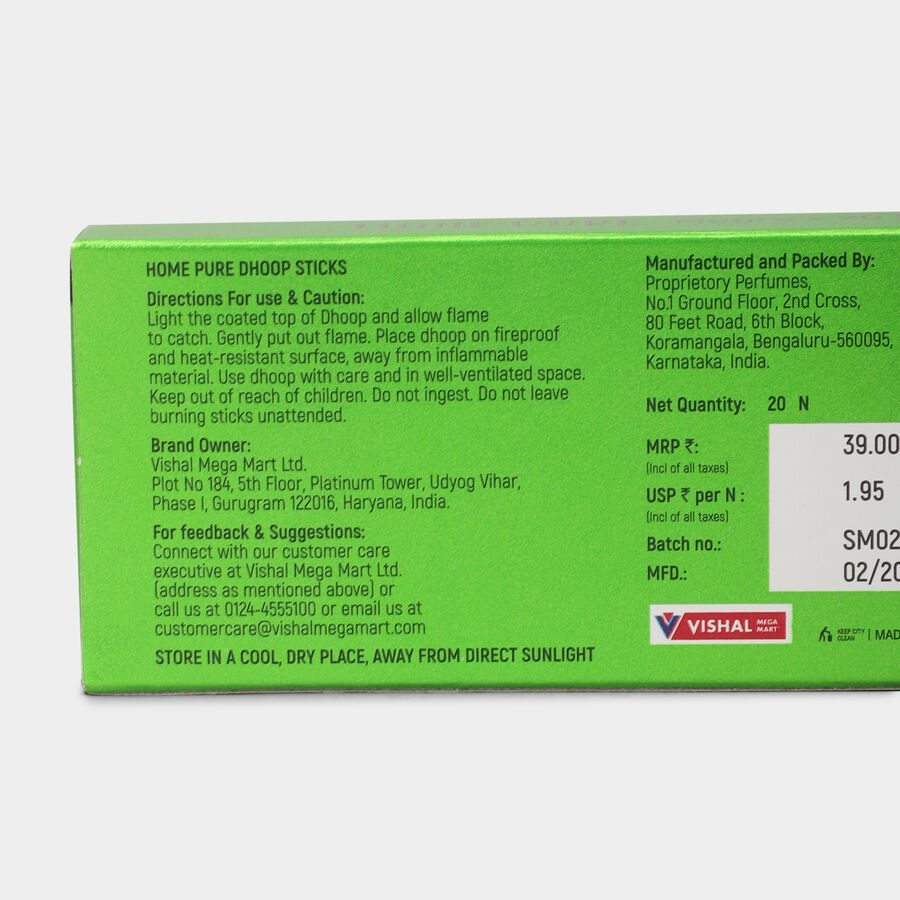 HOME PURE DHOOP STICKS
Directions For use & Caution:
Light the coated top of Dhoop and allow flame
to catch. Gently put out flame. Place dhoop on fireproof
and heat-resistant surface, away from inflammable
material. Use dhoop with care and in well-ventilated space.
Keep out of reach of children. Do not ingest. Do not leave
burning sticks unattended.
Brand Owner:
Vishal Mega Mart Ltd.
Plot No 184, 5th Floor, Platinum Tower, Udyog Vihar,
Phase I, Gurugram 122016, Haryana, India.
For feedback & Suggestions:
Connect with our customer care
executive at Vishal Mega Mart Ltd.
(address as mentioned above) or
call us at 0124-4555100 or email us at
customercare@vishalmegamart.com
STORE IN A COOL, DRY PLACE, AWAY FROM DIRECT SUNLIGHT
Manufactured and Packed By:
Proprietory Perfumes,
No.1 Ground Floor, 2nd Cross,
80 Feet Road, 6th Block,
Koramangala, Bengaluru-560095,
Karnataka, India.
Net Quantity: 20 N
MRP ₹: 39.00
(Incl of all taxes)
USP ₹ per N : 1.95
(Incl of all taxes)
Batch no.: SM02
MFD.: 02/20
VISHAL MEGA MART
KEEP CITY CLEAN | MAD